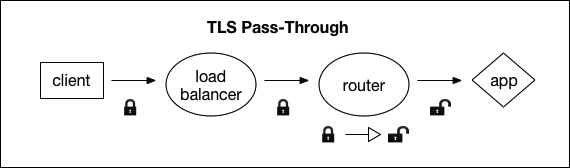 TLS Pass-Through
client
load
balancer
router
app